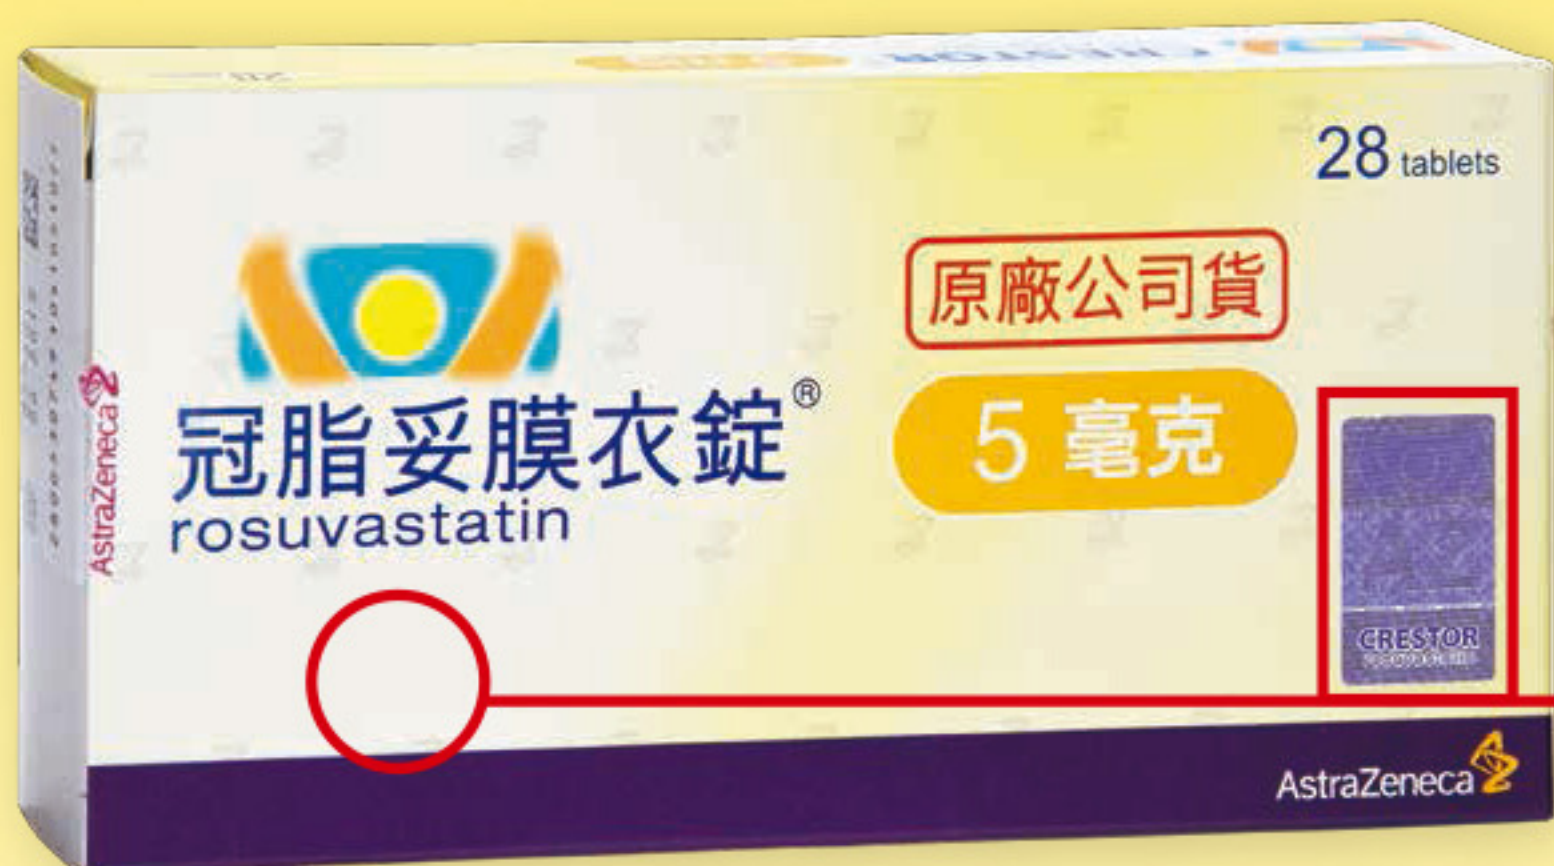 CRESTOR
28 tablets
原廠公司貨
冠脂妥膜衣錠®
5 毫克
rosuvastatin
AstraZeneca
CRESTOR
AstraZeneca